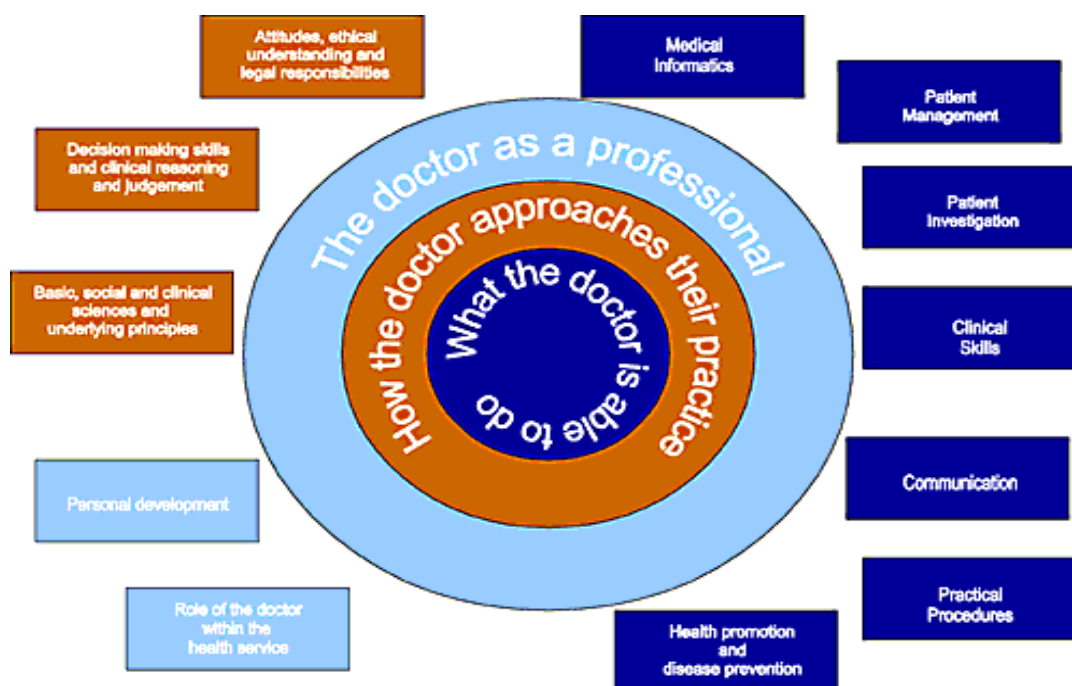 Attitudes, ethical
understanding and
legal responsibilities
Medical
Informatics
Patient
Management
Decision making skills
and clinical reasoning
and judgement
Patient
Investigation
Basic, social and clinical
sciences and
underlying principles
Clinical
Skills
The doctor as a professional
How the doctor approaches their practice
What the doctor is able to do
Personal development
Communication
Role of the doctor
within the
health service
Health promotion
and
disease prevention
Practical
Procedures